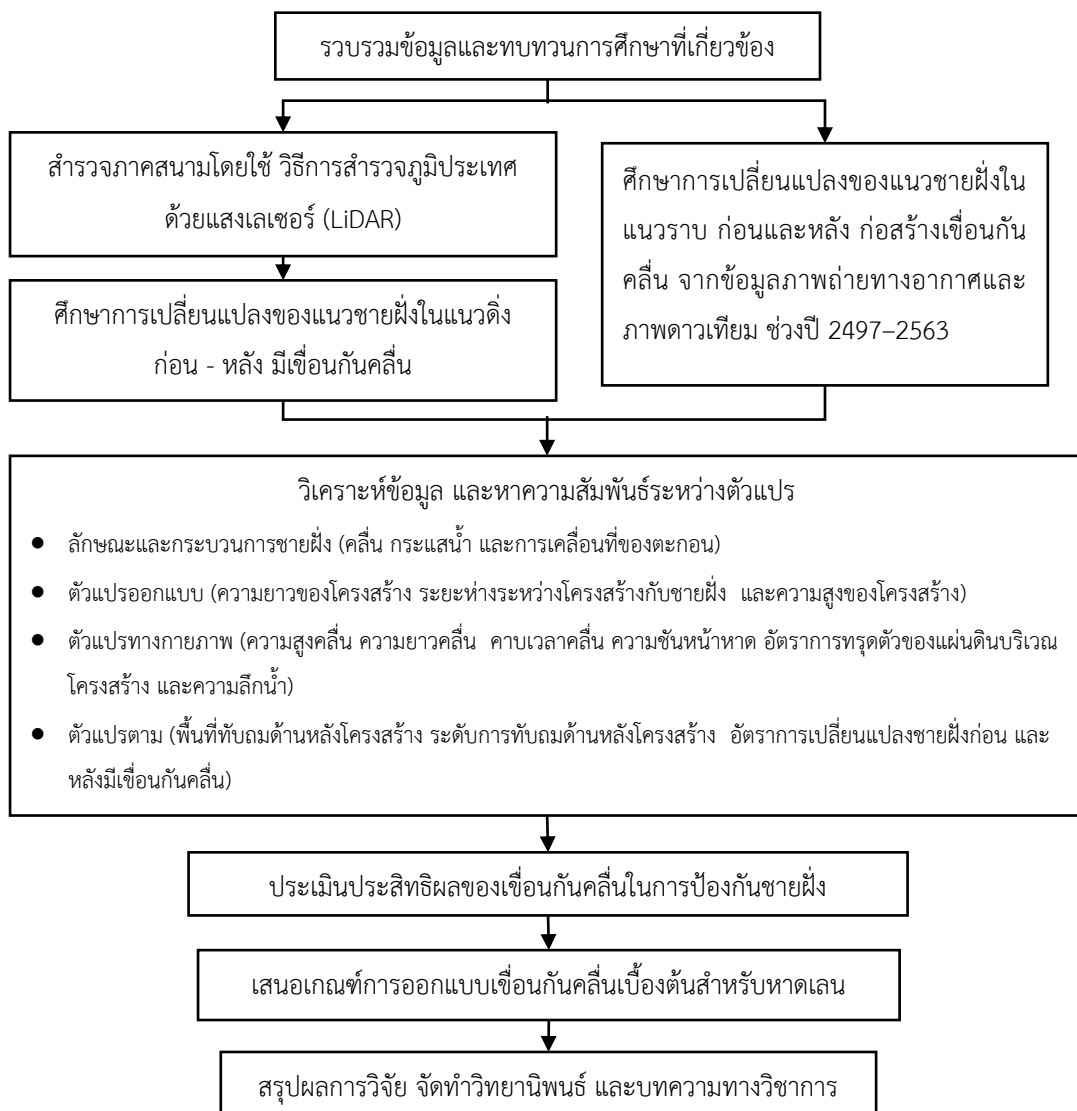 รวบรวมข้อมูลและทบทวนการศึกษาที่เกี่ยวข้อง
สำรวจภาคสนามโดยใช้ วิธีการสำรวจภูมิประเทศ
ด้วยแสงเลเซอร์ (LiDAR)
ศึกษาการเปลี่ยนแปลงของแนวชายฝั่งในแนวดิ่ง
ก่อน - หลัง มีเขื่อนกันคลื่น
ศึกษาการเปลี่ยนแปลงของแนวชายฝั่งใน
แนวราบ ก่อนและหลัง ก่อสร้างเขื่อนกัน
คลื่น จากข้อมูลภาพถ่ายทางอากาศและ
ภาพดาวเทียม ช่วงปี 2497–2563
วิเคราะห์ข้อมูล และหาความสัมพันธ์ระหว่างตัวแปร
● ลักษณะและกระบวนการชายฝั่ง (คลื่น กระแสน้ำ และการเคลื่อนที่ของตะกอน)
● ตัวแปรออกแบบ (ความยาวของโครงสร้าง ระยะห่างระหว่างโครงสร้างกับชายฝั่ง และความสูงของโครงสร้าง)
● ตัวแปรทางกายภาพ (ความสูงคลื่น ความยาวคลื่น คาบเวลาคลื่น ความชันหน้าหาด อัตราการทรุดตัวของแผ่นดินบริเวณ
โครงสร้าง และความลึกน้ำ)
● ตัวแปรตาม (พื้นที่ทับถมด้านหลังโครงสร้าง ระดับการทับถมด้านหลังโครงสร้าง อัตราการเปลี่ยนแปลงชายฝั่งก่อน และ
หลังมีเขื่อนกันคลื่น)
ประเมินประสิทธิผลของเขื่อนกันคลื่นในการป้องกันชายฝั่ง
เสนอเกณฑ์การออกแบบเขื่อนกันคลื่นเบื้องต้นสำหรับหาดเลน
สรุปผลการวิจัย จัดทำวิทยานิพนธ์ และบทความทางวิชาการ